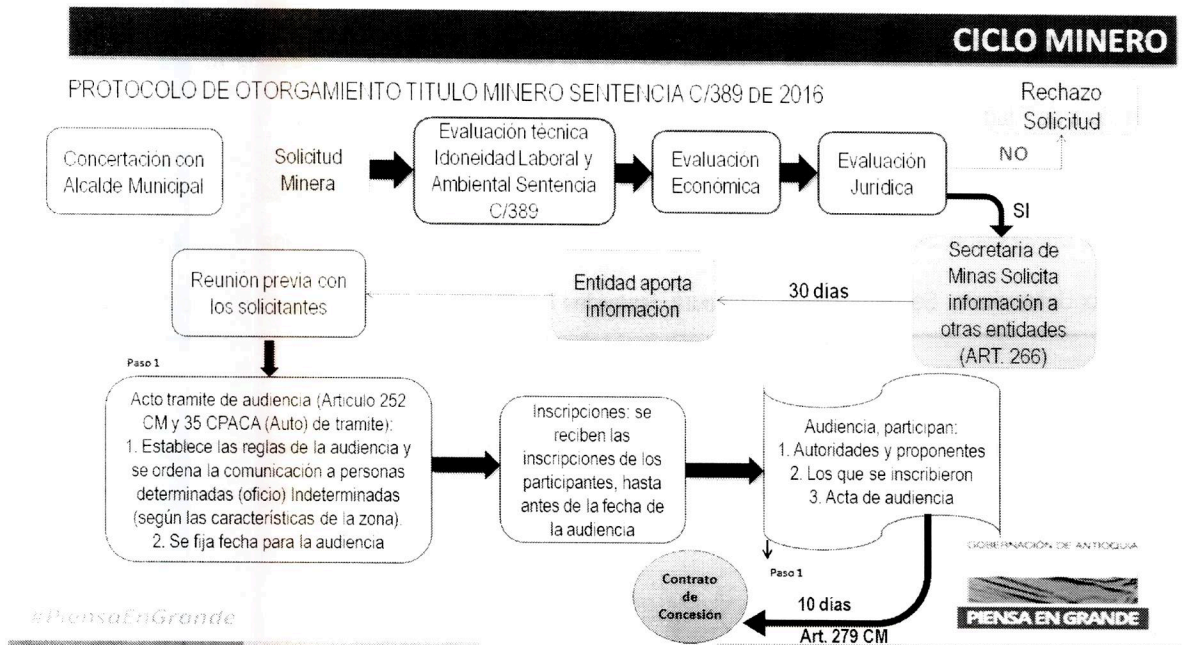 CICLO MINERO
PROTOCOLO DE OTORGAMIENTO TITULO MINERO SENTENCIA C/389 DE 2016
Concertación con
Alcalde Municipal
Solicitud
Minera
Evaluación técnica
Idoneidad Laboral y
Ambiental Sentencia
C/389
Evaluación
Económica
Evaluación
Jurídica
Rechazo
Solicitud
NO
SI
Secretaria de
Minas Solicita
información a
otras entidades
(ART. 266)
30 dias
Entidad aporta
información
Reunion previa con
los solicitantes
Paso 1
Acto tramite de audiencia (Articulo 252
CM y 35 CPACA (Auto) de tramite):
1. Establece las reglas de la audiencia y
se ordena la comunicación a personas
determinadas (oficio) Indeterminadas
(según las características de la zona).
2. Se fija fecha para la audiencia
Inscripciones: se
reciben las
inscripciones de los
participantes, hasta
antes de la fecha de
la audiencia
Audiencia, participan:
1. Autoridades y proponentes
2. Los que se inscribieron
3. Acta de audiencia
Paso 1
10 dias
Art. 279 CM
Contrato
de
Concesión
GOBERNACIÓN DE ANTIOQUIA
PIENSA EN GRANDE
#PiensaEnGrande